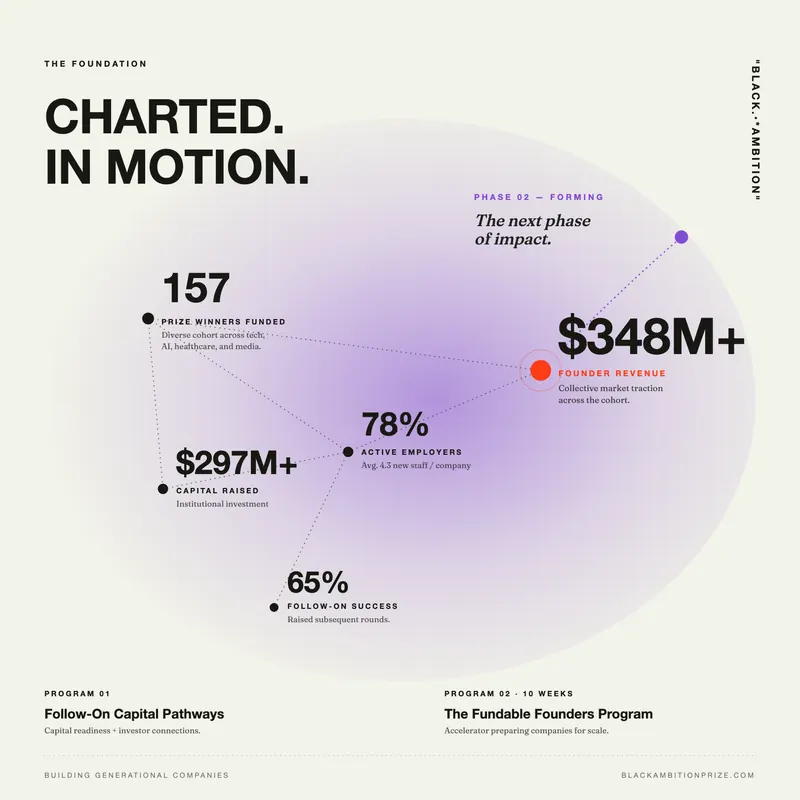 THE FOUNDATION
"BLACK.·*AMBITION"
CHARTED.
IN MOTION.
PHASE 02 — FORMING
The next phase
of impact.
157
PRIZE WINNERS FUNDED
Diverse cohort across tech,
AI, healthcare, and media.
$348M+
FOUNDER REVENUE
Collective market traction
across the cohort.
78%
ACTIVE EMPLOYERS
Avg. 4.3 new staff / company
$297M+
CAPITAL RAISED
Institutional investment
65%
FOLLOW-ON SUCCESS
Raised subsequent rounds.
PROGRAM 01
Follow-On Capital Pathways
Capital readiness + investor connections.
PROGRAM 02 · 10 WEEKS
The Fundable Founders Program
Accelerator preparing companies for scale.
BUILDING GENERATIONAL COMPANIES
BLACKAMBITIONPRIZE.COM